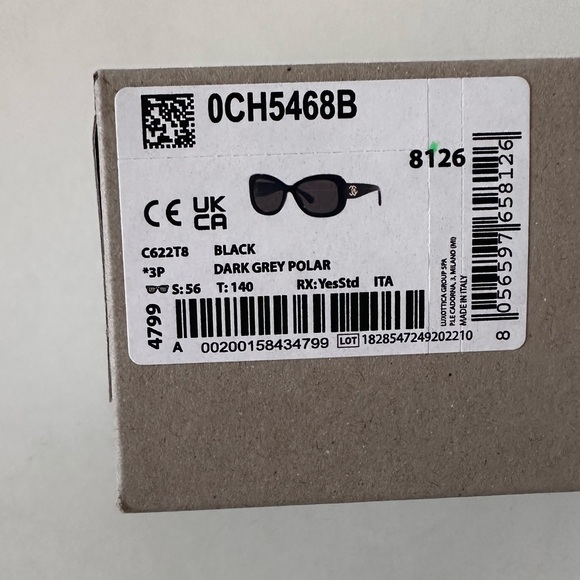 0CH5468B
8126
CE UK
CA
C622T8 BLACK
*3P DARK GREY POLAR
S: 56 T: 140 RX: YesStd ITA
4799
A 00200158434799 LOT 1828547249202210
LUXOTTICA GROUP SPA
P.LE CADORNA, 3, MILANO (MI)
MADE IN ITALY
8 056597 658126